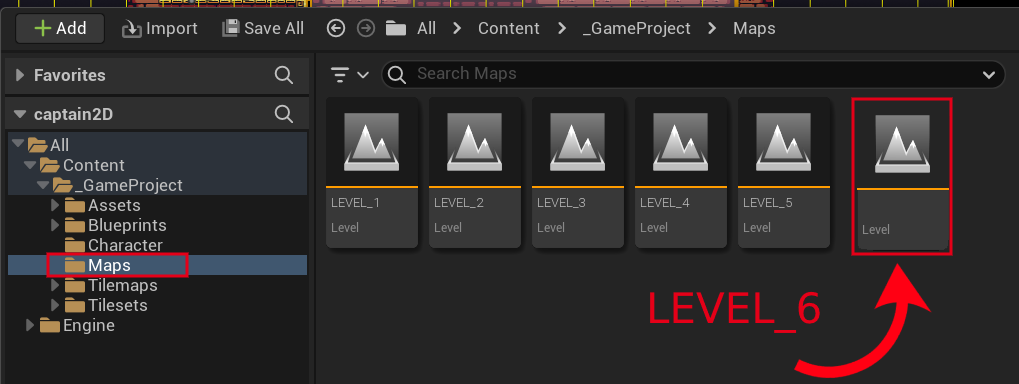 Add Import Save All All Content _GameProject Maps
Favorites
Search Maps
captain2D
All
Content
_GameProject
Assets
Blueprints
Character
Maps
Tilemaps
Tilesets
Engine
LEVEL_1 LEVEL_2 LEVEL_3 LEVEL_4 LEVEL_5
Level Level Level Level Level Level
LEVEL_6